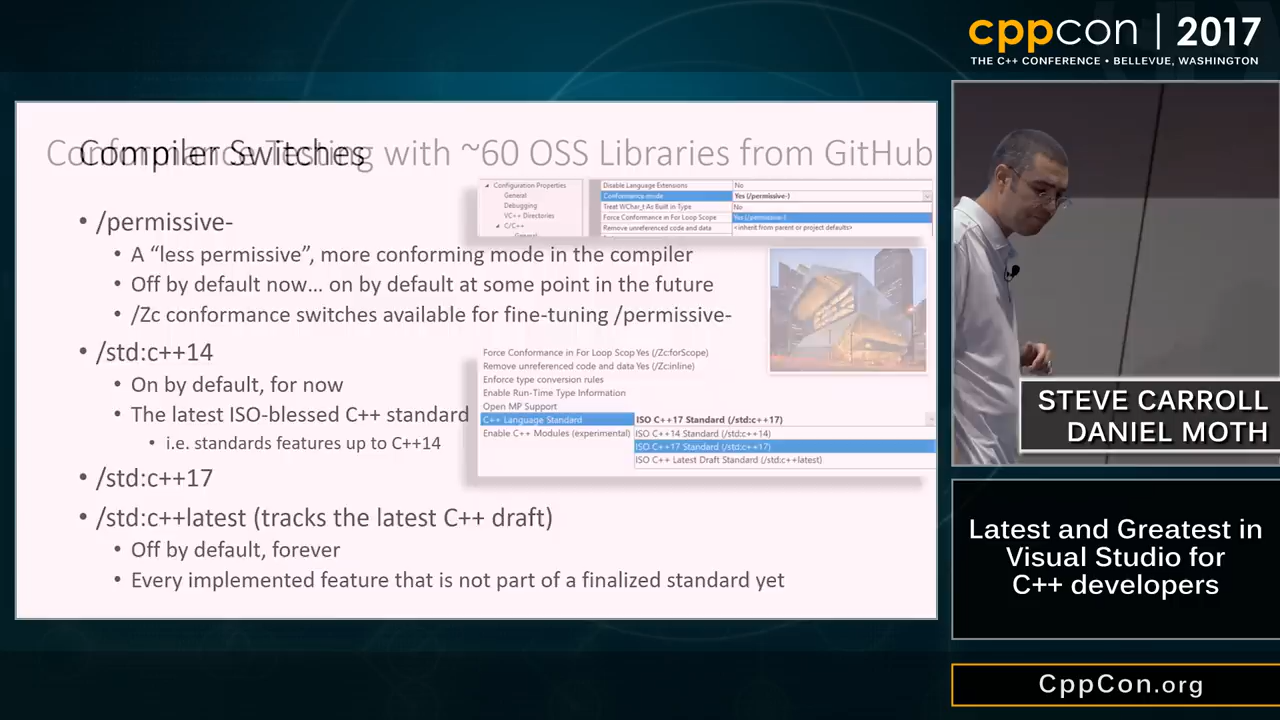 cppcon | 2017
THE C++ CONFERENCE • BELLEVUE, WASHINGTON
Compiler Switches
Conformance Testing with ~60 OSS Libraries from GitHub
• /permissive-
• A “less permissive”, more conforming mode in the compiler
• Off by default now… on by default at some point in the future
• /Zc conformance switches available for fine-tuning /permissive-
• /std:c++14
• On by default, for now
• The latest ISO-blessed C++ standard
• i.e. standards features up to C++14
• /std:c++17
• /std:c++latest (tracks the latest C++ draft)
• Off by default, forever
• Every implemented feature that is not part of a finalized standard yet
Configuration Properties
General
Debugging
VC++ Directories
C/C++
General
Disable Language Extensions No
Conformance mode Yes (/permissive-)
Treat WChar_t As Built in Type No
Force Conformance in For Loop Scope Yes (/permissive-)
Remove unreferenced code and data <inherit from parent or project defaults>
Force Conformance in For Loop Scop Yes (/Zc:forScope)
Remove unreferenced code and data Yes (/Zc:inline)
Enforce type conversion rules
Enable Run-Time Type Information
Open MP Support
C++ Language Standard ISO C++17 Standard (/std:c++17)
Enable C++ Modules (experimental) ISO C++14 Standard (/std:c++14)
ISO C++17 Standard (/std:c++17)
ISO C++ Latest Draft Standard (/std:c++latest)
STEVE CARROLL
DANIEL MOTH
Latest and Greatest in
Visual Studio for
C++ developers
CppCon.org